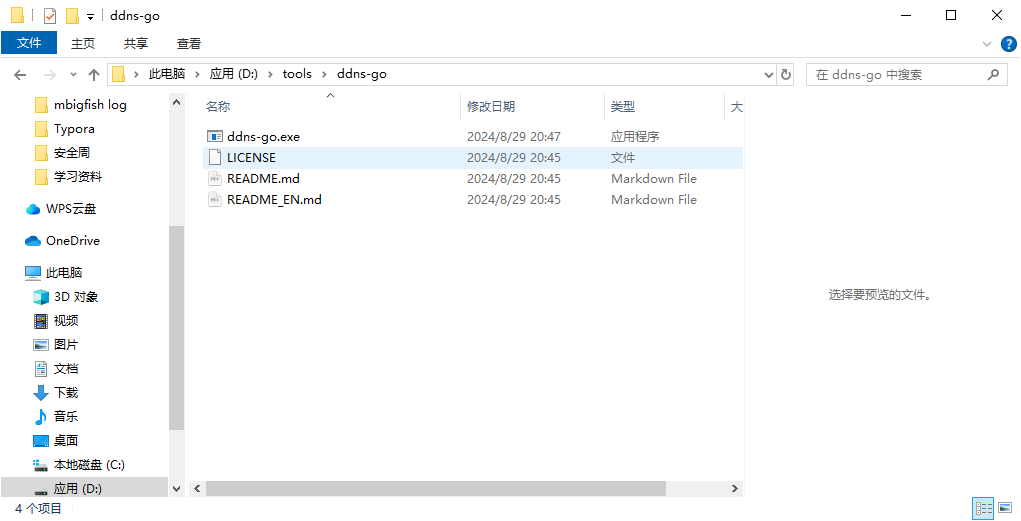 ddns-go
文件 主页 共享 查看
此电脑 应用 (D:) tools ddns-go
在 ddns-go 中搜索
mbigfish log
Typora
安全周
学习资料
WPS云盘
OneDrive
此电脑
3D 对象
视频
图片
文档
下载
音乐
桌面
本地磁盘 (C:)
应用 (D:)
名称 修改日期 类型 大
ddns-go.exe 2024/8/29 20:47 应用程序
LICENSE 2024/8/29 20:45 文件
README.md 2024/8/29 20:45 Markdown File
README_EN.md 2024/8/29 20:45 Markdown File
选择要预览的文件。
4 个项目